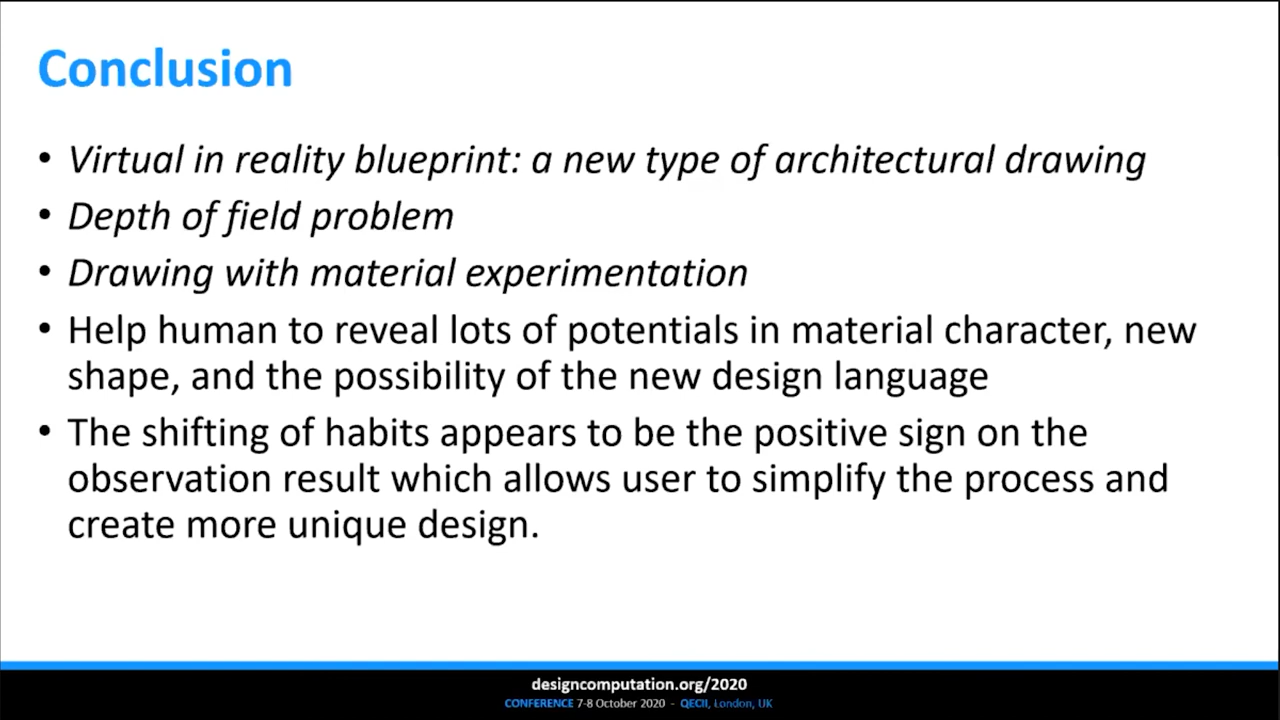 Conclusion
• Virtual in reality blueprint: a new type of architectural drawing
• Depth of field problem
• Drawing with material experimentation
• Help human to reveal lots of potentials in material character, new
shape, and the possibility of the new design language
• The shifting of habits appears to be the positive sign on the
observation result which allows user to simplify the process and
create more unique design.
designcomputation.org/2020
CONFERENCE 7-8 October 2020 - QECII, London, UK